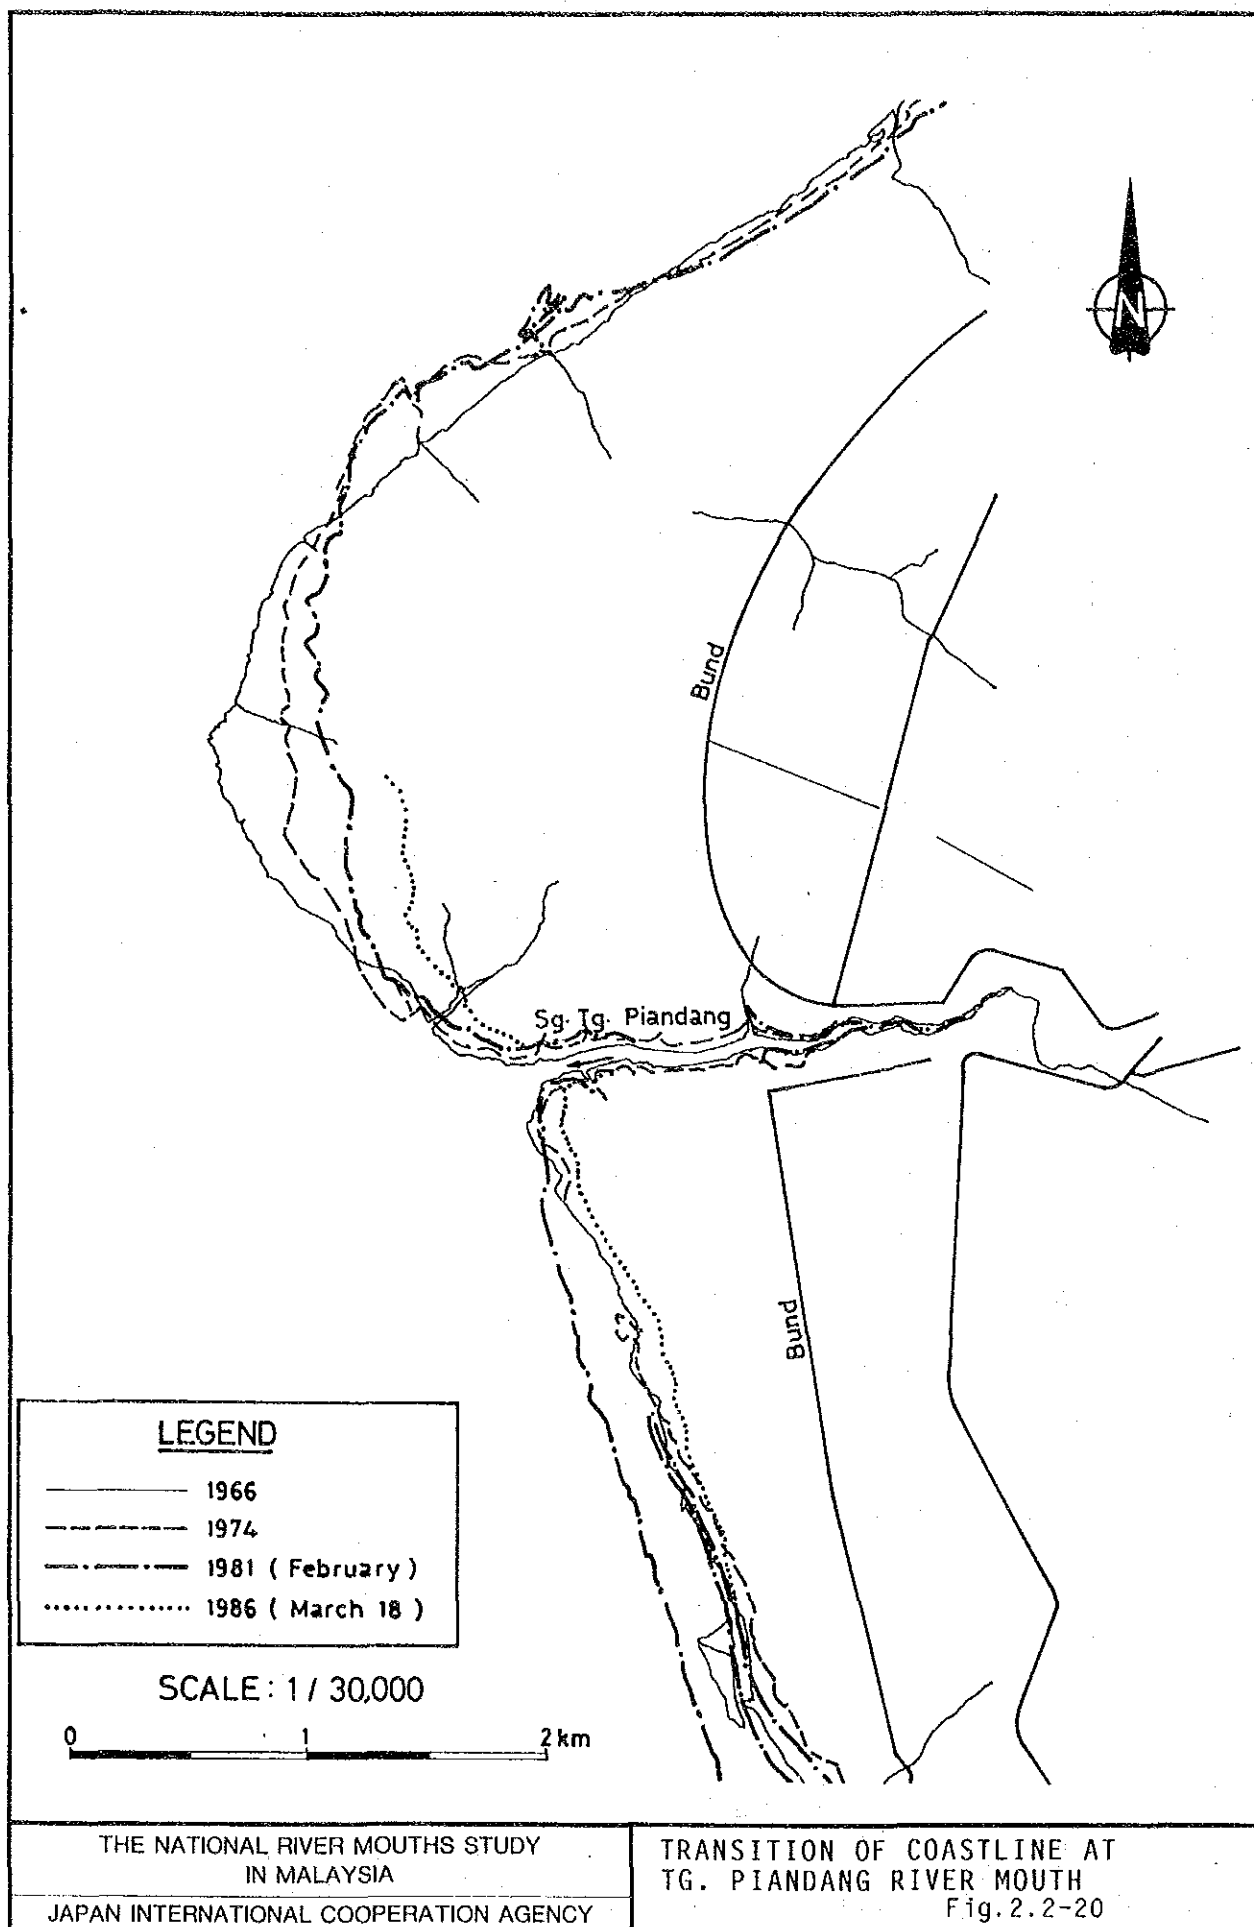 N
Bund
Sg. Tg. Piandang
Bund
LEGEND
1966
1974
1981 ( February )
1986 ( March 18 )
SCALE : 1 / 30,000
0 1 2 km
THE NATIONAL RIVER MOUTHS STUDY
IN MALAYSIA
JAPAN INTERNATIONAL COOPERATION AGENCY
TRANSITION OF COASTLINE AT
TG. PIANDANG RIVER MOUTH
Fig. 2.2-20